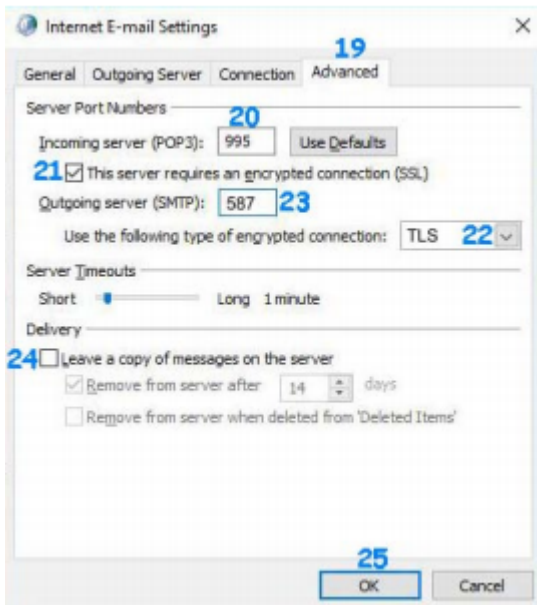 Internet E-mail Settings
19
General Outgoing Server Connection Advanced
Server Port Numbers
20
Incoming server (POP3): 995 Use Defaults
21 This server requires an encrypted connection (SSL)
Outgoing server (SMTP): 587 23
Use the following type of encrypted connection: TLS 22
Server Timeouts
Short Long 1 minute
Delivery
24 Leave a copy of messages on the server
Remove from server after 14 days
Remove from server when deleted from 'Deleted Items'
25
OK Cancel